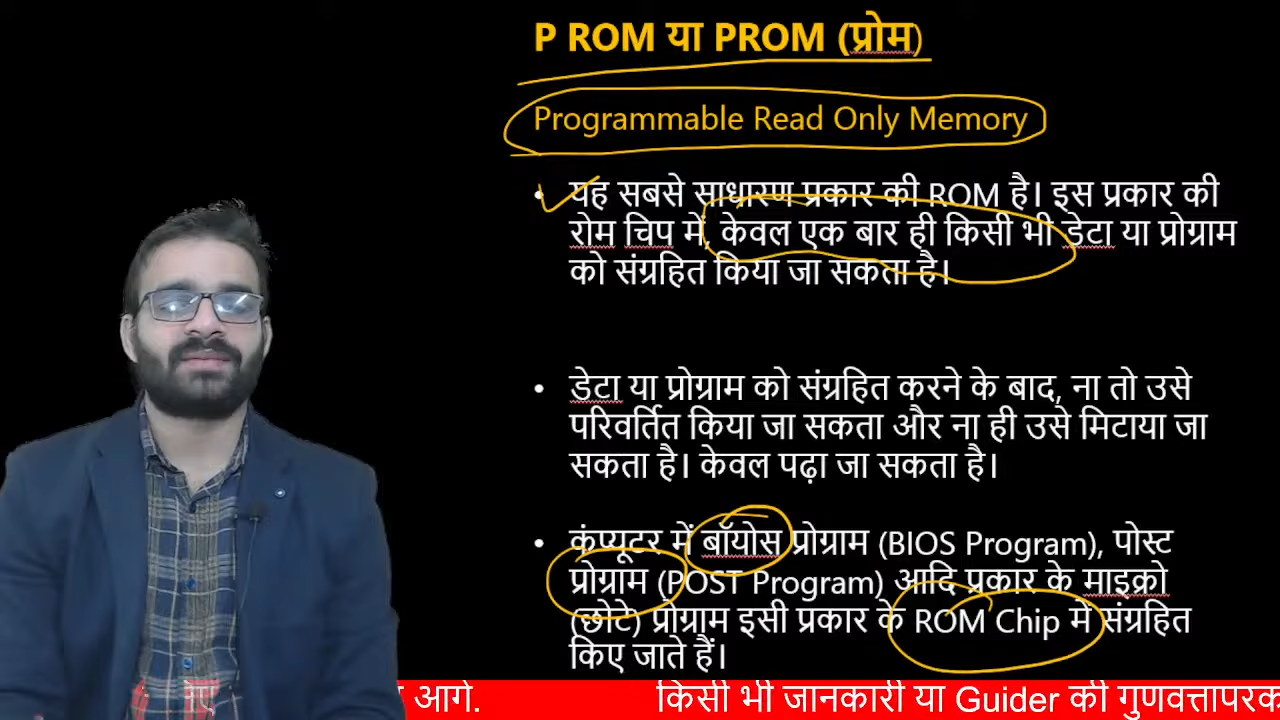 P ROM या PROM (प्रोम)
Programmable Read Only Memory
• यह सबसे साधारण प्रकार की ROM है। इस प्रकार की
रोम चिप में, केवल एक बार ही किसी भी डेटा या प्रोग्राम
को संग्रहित किया जा सकता है।
• डेटा या प्रोग्राम को संग्रहित करने के बाद, ना तो उसे
परिवर्तित किया जा सकता और ना ही उसे मिटाया जा
सकता है। केवल पढ़ा जा सकता है।
• कंप्यूटर में बॉयोस प्रोग्राम (BIOS Program), पोस्ट
प्रोग्राम (POST Program) आदि प्रकार के माइक्रो
(छोटे) प्रोग्राम इसी प्रकार के ROM Chip में संग्रहित
किए जाते हैं।
आगे. किसी भी जानकारी या Guider की गुणवत्तापरक